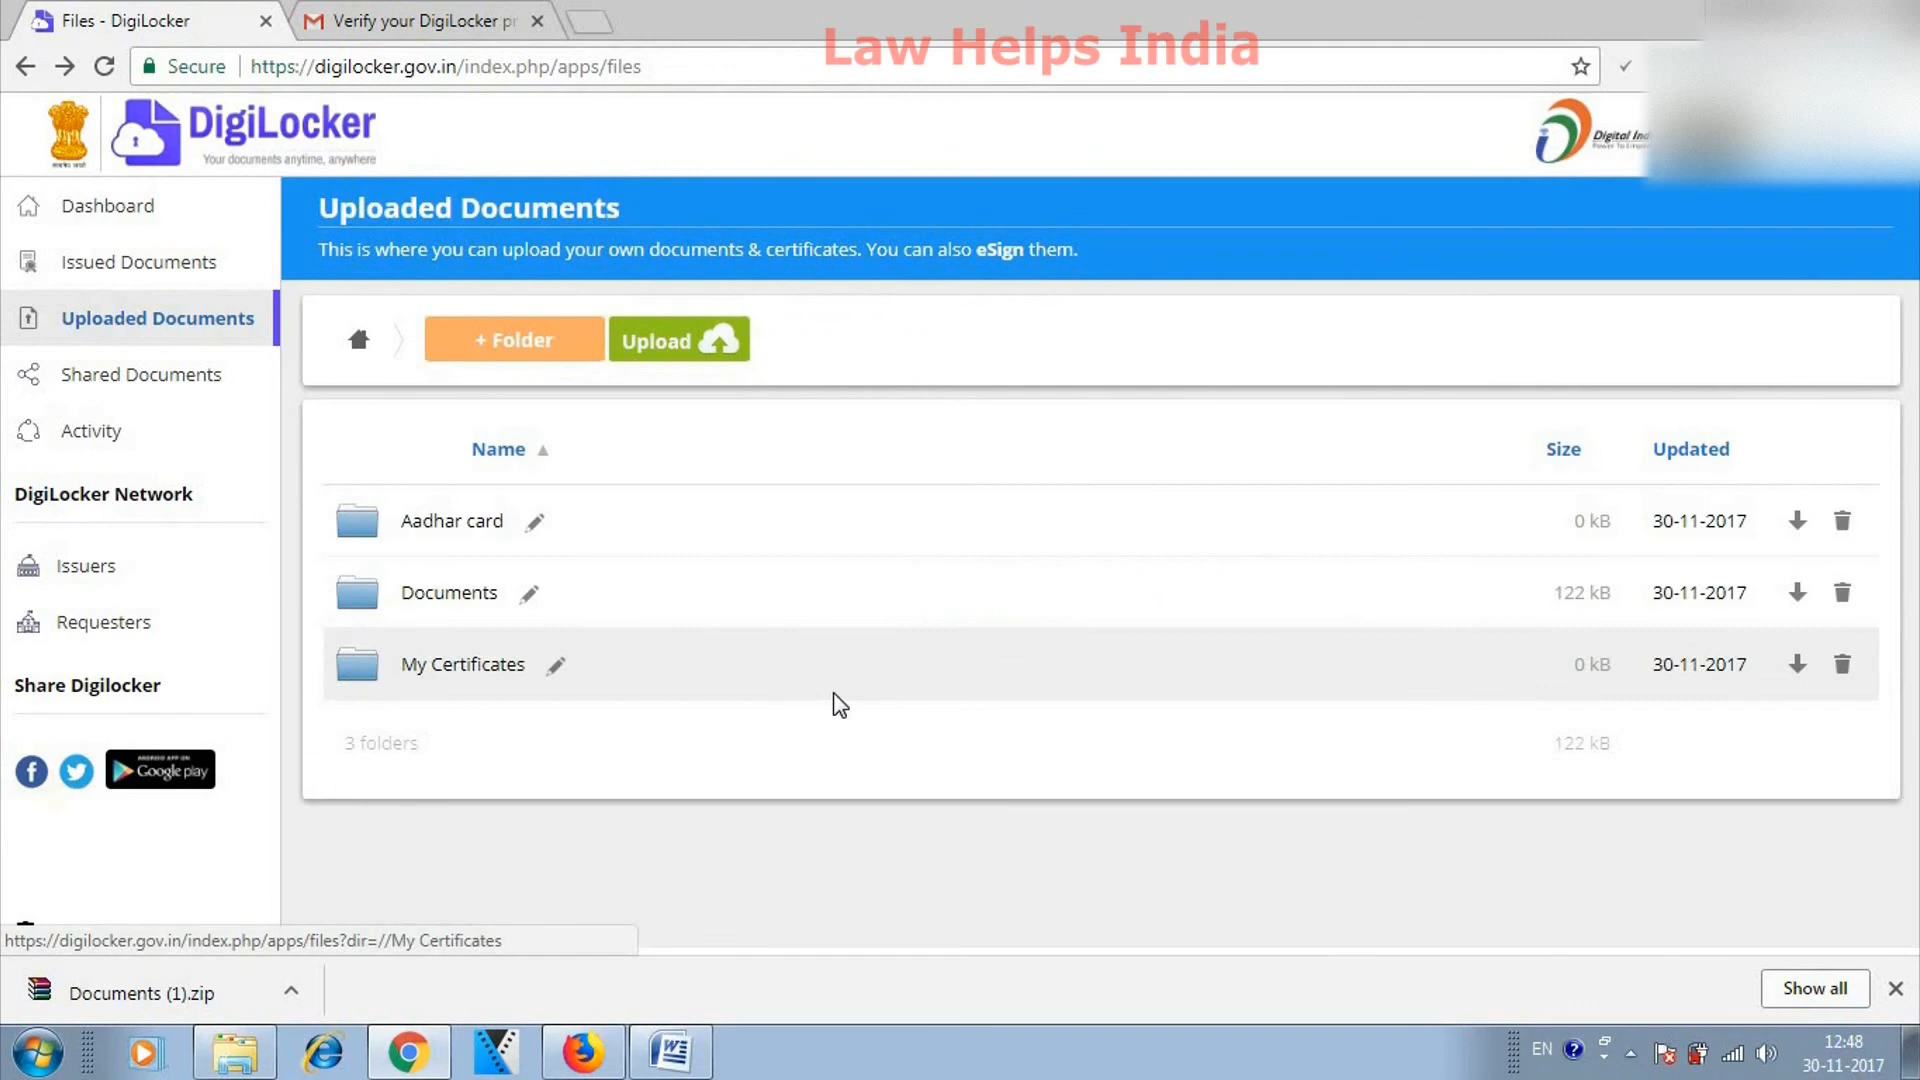 Files - DigiLocker
Verify your DigiLocker pr
Law Helps India
Secure
https://digilocker.gov.in/index.php/apps/files
DigiLocker
Your documents anytime, anywhere
Digital Ind
Dashboard
Issued Documents
Uploaded Documents
Shared Documents
Activity
DigiLocker Network
Issuers
Requesters
Share Digilocker
ANDROID APP ON
Google play
Uploaded Documents
This is where you can upload your own documents & certificates. You can also eSign them.
+ Folder
Upload
Name Size Updated
Aadhar card 0 kB 30-11-2017
Documents 122 kB 30-11-2017
My Certificates 0 kB 30-11-2017
3 folders 122 kB
https://digilocker.gov.in/index.php/apps/files?dir=//My Certificates
Documents (1).zip
Show all
EN
12:48
30-11-2017